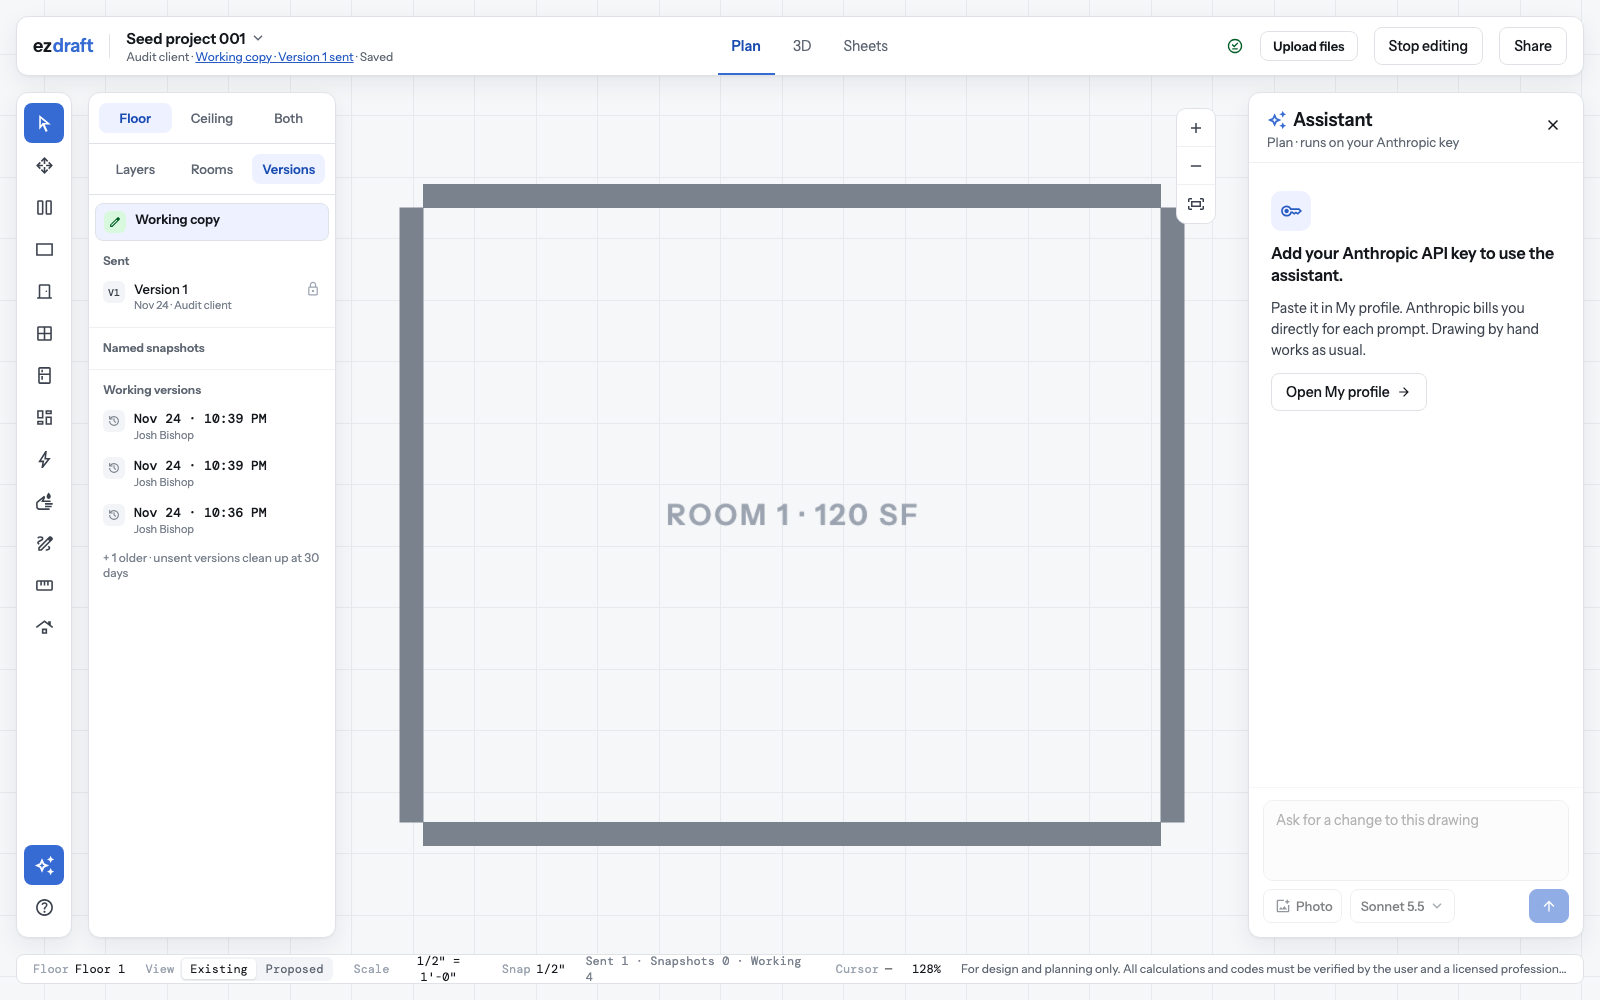 ezdraft
Seed project 001
Audit client · Working copy · Version 1 sent · Saved
Plan
3D
Sheets
Upload files
Stop editing
Share
Floor
Ceiling
Both
Layers
Rooms
Versions
Working copy
Sent
V1
Version 1
Nov 24 · Audit client
Named snapshots
Working versions
Nov 24 · 10:39 PM
Josh Bishop
Nov 24 · 10:39 PM
Josh Bishop
Nov 24 · 10:36 PM
Josh Bishop
+ 1 older · unsent versions clean up at 30
days
ROOM 1 · 120 SF
Assistant
Plan · runs on your Anthropic key
Add your Anthropic API key to use the
assistant.
Paste it in My profile. Anthropic bills you
directly for each prompt. Drawing by hand
works as usual.
Open My profile
Ask for a change to this drawing
Photo
Sonnet 5.5
Floor Floor 1
View Existing Proposed
Scale 1/2" =
1'-0"
Snap 1/2"
Sent 1 · Snapshots 0 · Working
4
Cursor —
128%
For design and planning only. All calculations and codes must be verified by the user and a licensed profession...